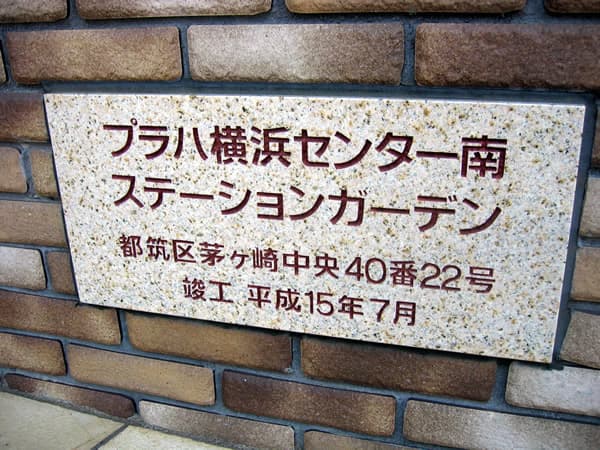 プラハ横浜センター南
ステーションガーデン
都筑区茅ヶ崎中央40番22号
竣工 平成15年7月